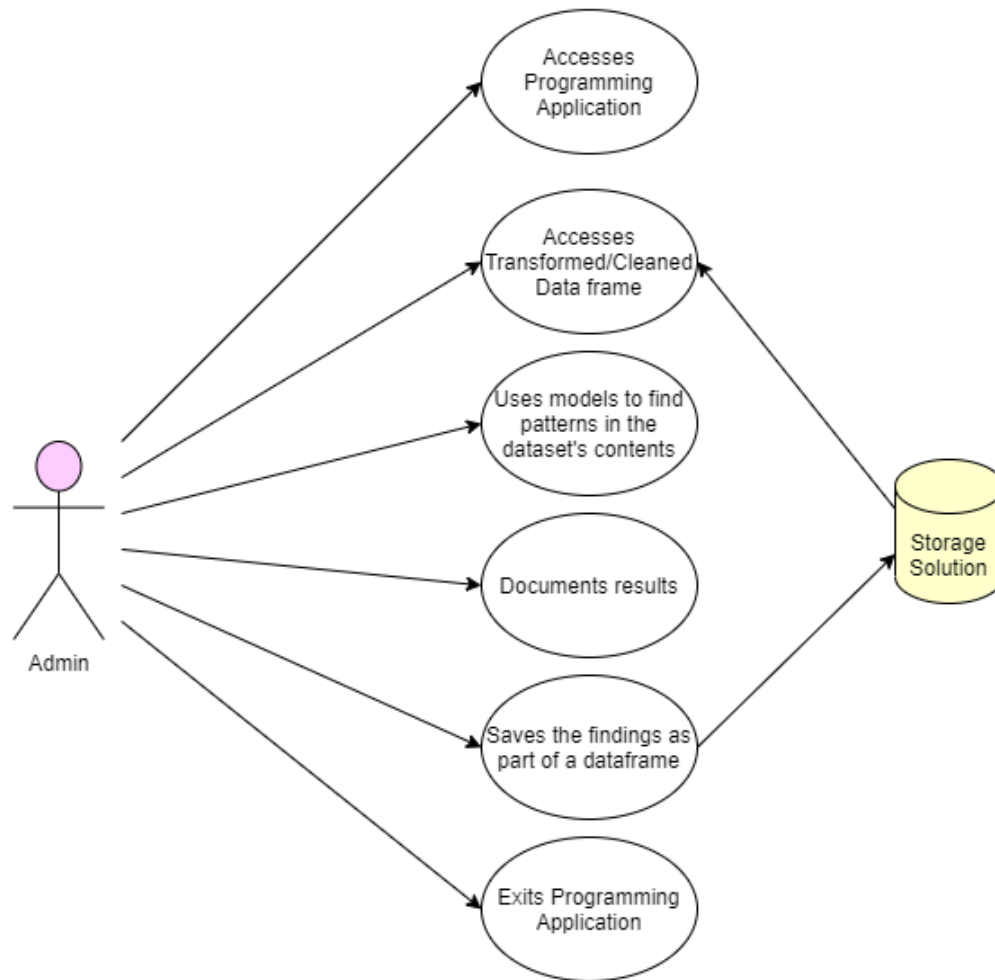 Accesses
Programming
Application
Accesses
Transformed/Cleaned
Data frame
Uses models to find
patterns in the
dataset's contents
Storage
Solution
Documents results
Admin
Saves the findings as
part of a dataframe
Exits Programming
Application